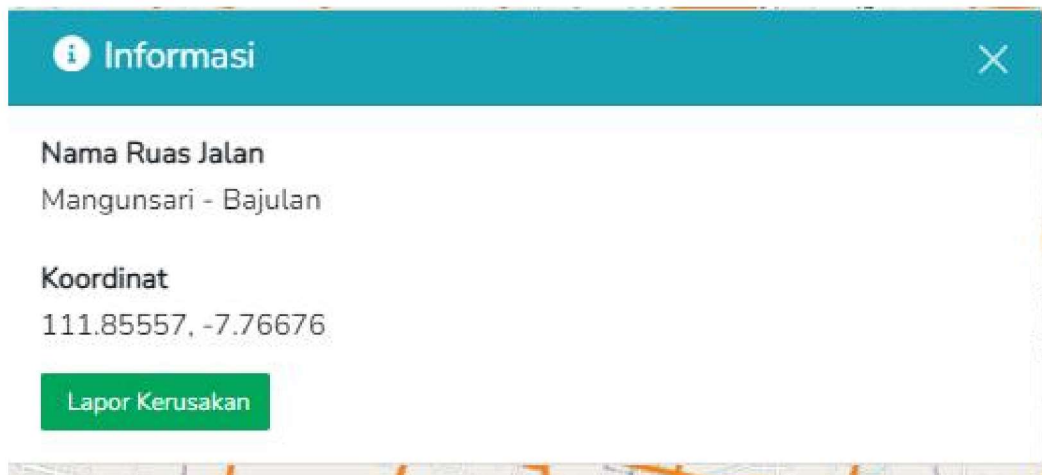 Informasi
Nama Ruas Jalan
Mangunsari - Bajulan
Koordinat
111.85557, -7.76676
Lapor Kerusakan